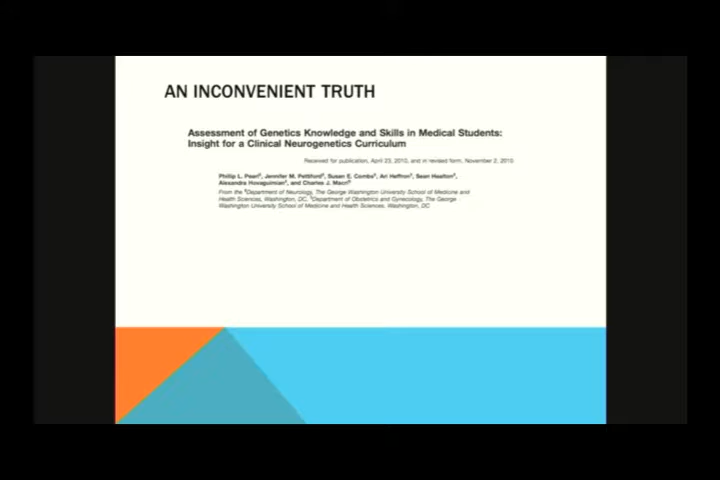 AN INCONVENIENT TRUTH
Assessment of Genetics Knowledge and Skills in Medical Students:
Insight for a Clinical Neurogenetics Curriculum
Received for publication, April 23, 2010, and in revised form, November 2, 2010
Phillip L. Pearl, Jennifer M. Pettiford, Susan E. Combs, Ari Heffron, Sean Healton,
Alexandra Hovaguimian, and Charles J. Macri
From the Department of Neurology, The George Washington University School of Medicine and
Health Sciences, Washington, DC, Department of Obstetrics and Gynecology, The George
Washington University School of Medicine and Health Sciences, Washington, DC